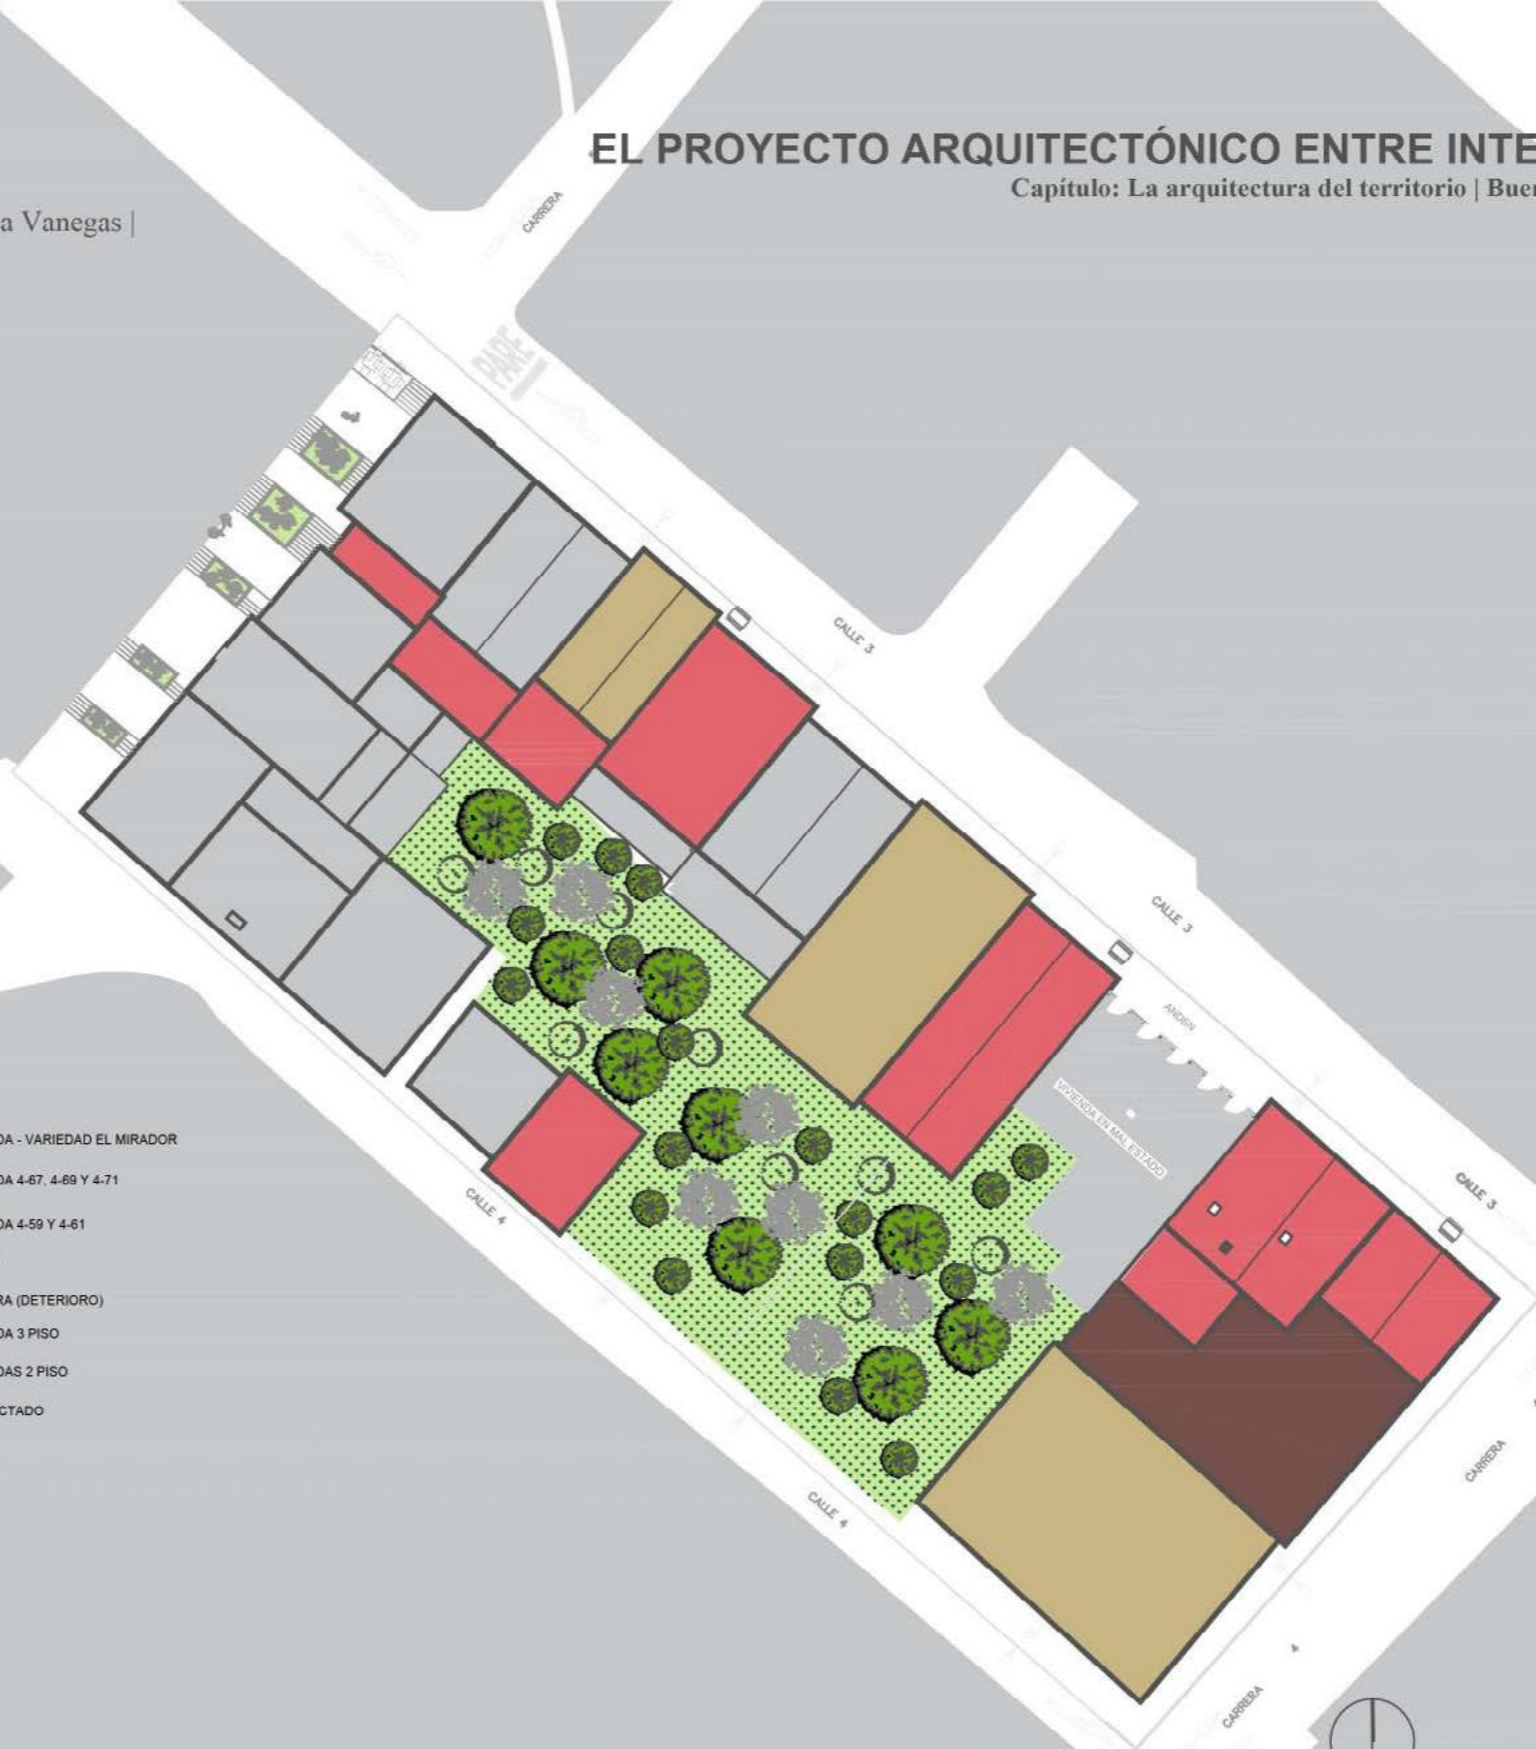 EL PROYECTO ARQUITECTÓNICO ENTRE INTE
Capítulo: La arquitectura del territorio | Buen
a Vanegas |
CARRERA
PARE
CALLE 3
CALLE 3
ANDEN
VIVIENDA EN MAL ESTADO
CALLE 3
DA - VARIEDAD EL MIRADOR
DA 4-67, 4-69 Y 4-71
DA 4-59 Y 4-61
RA (DETERIORO)
DA 3 PISO
DAS 2 PISO
CTADO
CALLE 4
CALLE 4
CARRERA
CARRERA 4